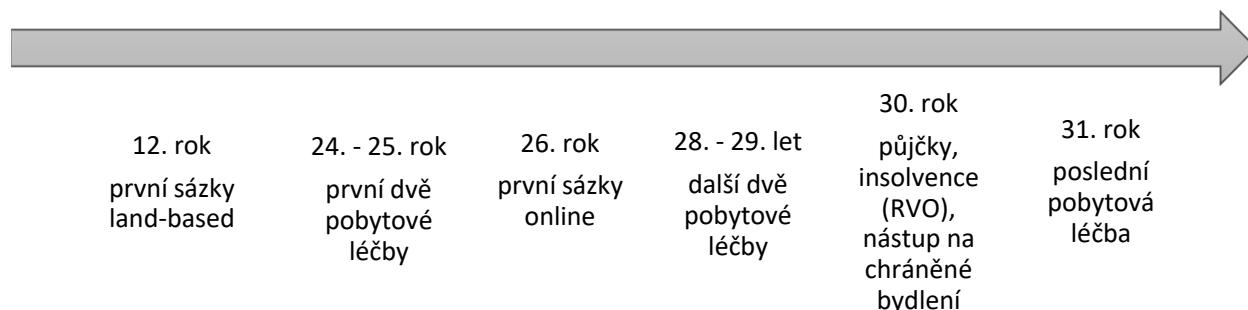 12. rok
první sázky
land-based
24. - 25. rok
první dvě
pobytové
léčby
26. rok
první sázky
online
28. - 29. let
další dvě
pobytové
léčby
30. rok
půjčky,
insolvence
(RVO),
nástup na
chráněné
bydlení
31. rok
poslední
pobytová
léčba